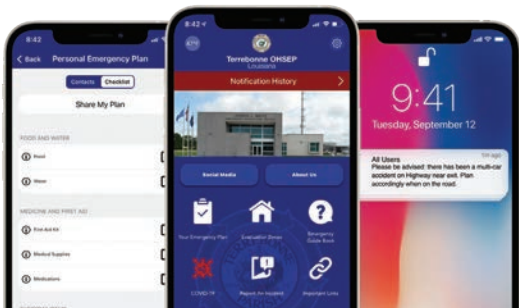 8:42
Back Personal Emergency Plan
Contacts Checklist
Share My Plan
FOOD AND WATER
Food
Water
MEDICINE AND FIRST AID
First Aid Kit
Medical Supplies
Medications
8:42
Terrebonne OHSEP
Louisiana
Notification History
Social Media About Us
Your Emergency Plan Evacuation Zones Emergency
Guide Book
COVID-19 Report An Incident Important Links
9:41
Tuesday, September 12
All Users 1m ago
Please be advised: there has been a multi-car
accident on Highway near exit. Plan
accordingly when on the road.